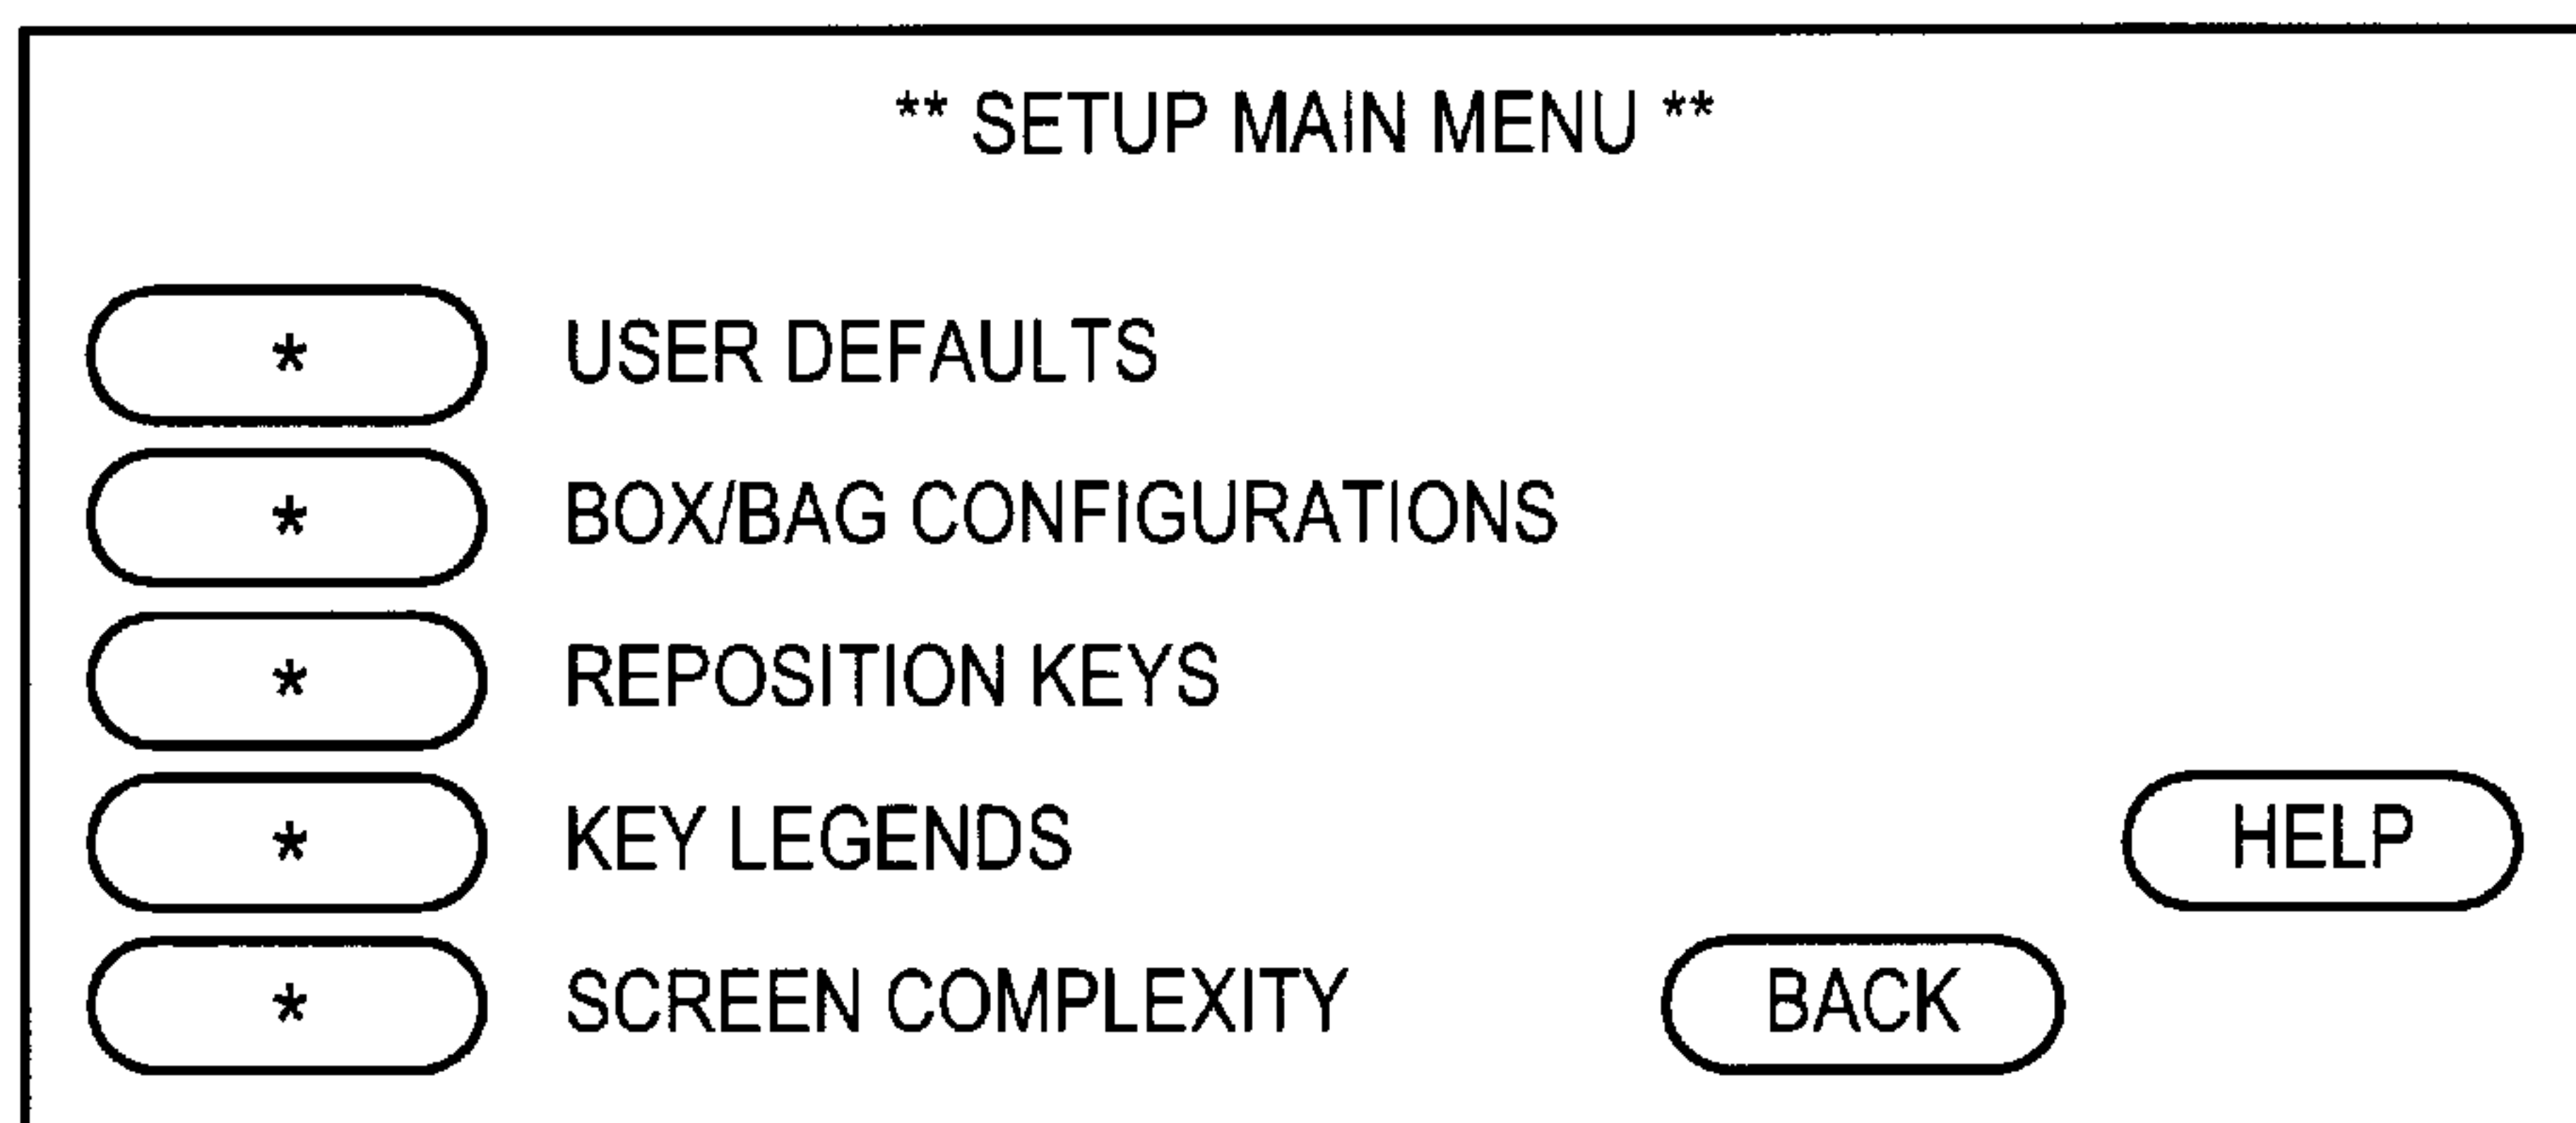 ** SETUP MAIN MENU **
* USER DEFAULTS
* BOX/BAG CONFIGURATIONS
* REPOSITION KEYS
* KEY LEGENDS HELP
* SCREEN COMPLEXITY BACK